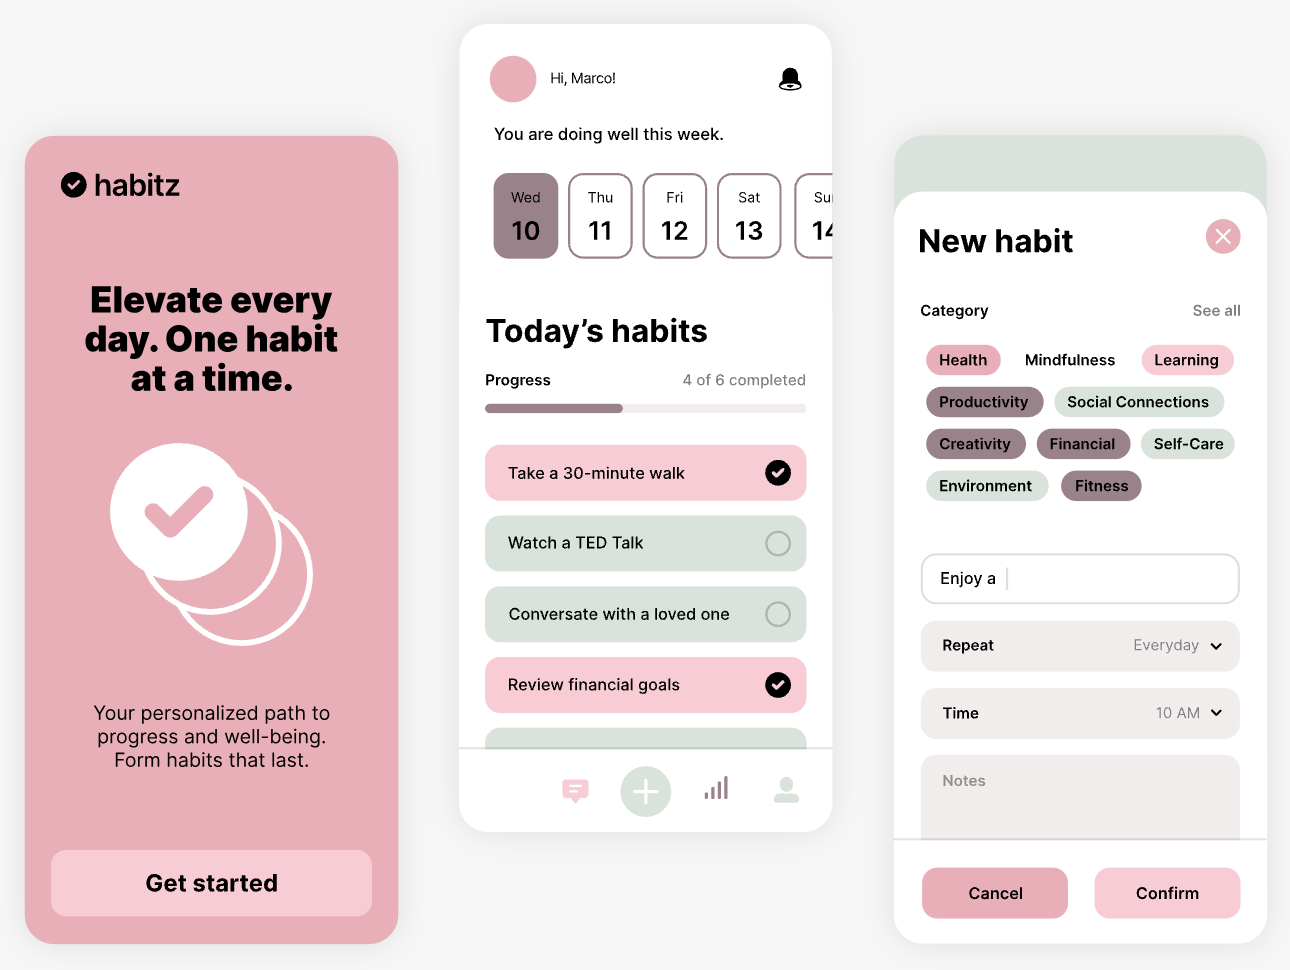 habitz
Elevate every
day. One habit
at a time.
Your personalized path to
progress and well-being.
Form habits that last.
Get started
Hi, Marco!
You are doing well this week.
Wed Thu Fri Sat Sun
10 11 12 13 14
Today’s habits
Progress 4 of 6 completed
Take a 30-minute walk
Watch a TED Talk
Conversate with a loved one
Review financial goals
New habit
Category See all
Health Mindfulness Learning
Productivity Social Connections
Creativity Financial Self-Care
Environment Fitness
Enjoy a
Repeat Everyday
Time 10 AM
Notes
Cancel Confirm